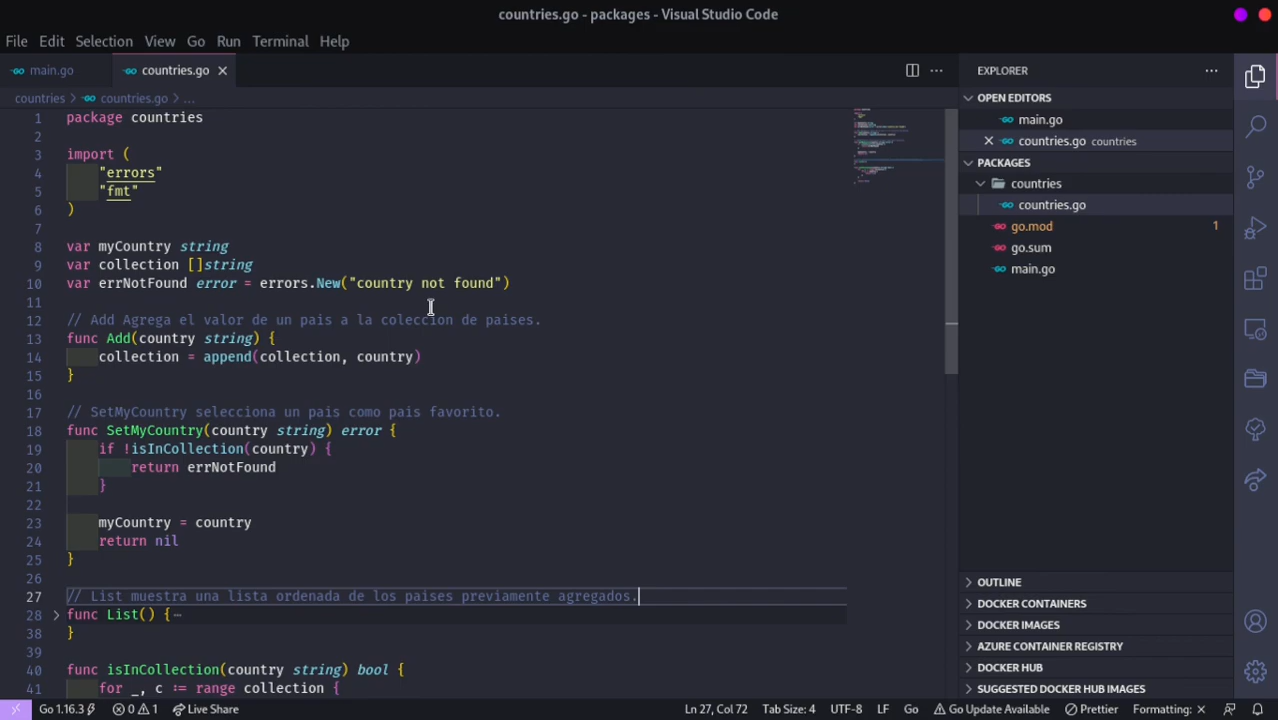 countries.go - packages - Visual Studio Code
File Edit Selection View Go Run Terminal Help
main.go countries.go
countries > countries.go > ...
1 package countries
2
3 import (
4 "errors"
5 "fmt"
6 )
7
8 var myCountry string
9 var collection []string
10 var errNotFound error = errors.New("country not found")
11
12 // Add Agrega el valor de un pais a la coleccion de paises.
13 func Add(country string) {
14 collection = append(collection, country)
15 }
16
17 // SetMyCountry selecciona un pais como pais favorito.
18 func SetMyCountry(country string) error {
19 if !isInCollection(country) {
20 return errNotFound
21 }
22
23 myCountry = country
24 return nil
25 }
26
27 // List muestra una lista ordenada de los paises previamente agregados.
28 func List() { ⋯
38 }
39
40 func isInCollection(country string) bool {
41 for _, c := range collection {
EXPLORER
OPEN EDITORS
main.go
countries.go countries
PACKAGES
countries
countries.go
go.mod 1
go.sum
main.go
OUTLINE
DOCKER CONTAINERS
DOCKER IMAGES
AZURE CONTAINER REGISTRY
DOCKER HUB
SUGGESTED DOCKER HUB IMAGES
Go 1.16.3 0 1 Live Share Ln 27, Col 72 Tab Size: 4 UTF-8 LF Go Go Update Available Prettier Formatting: ×